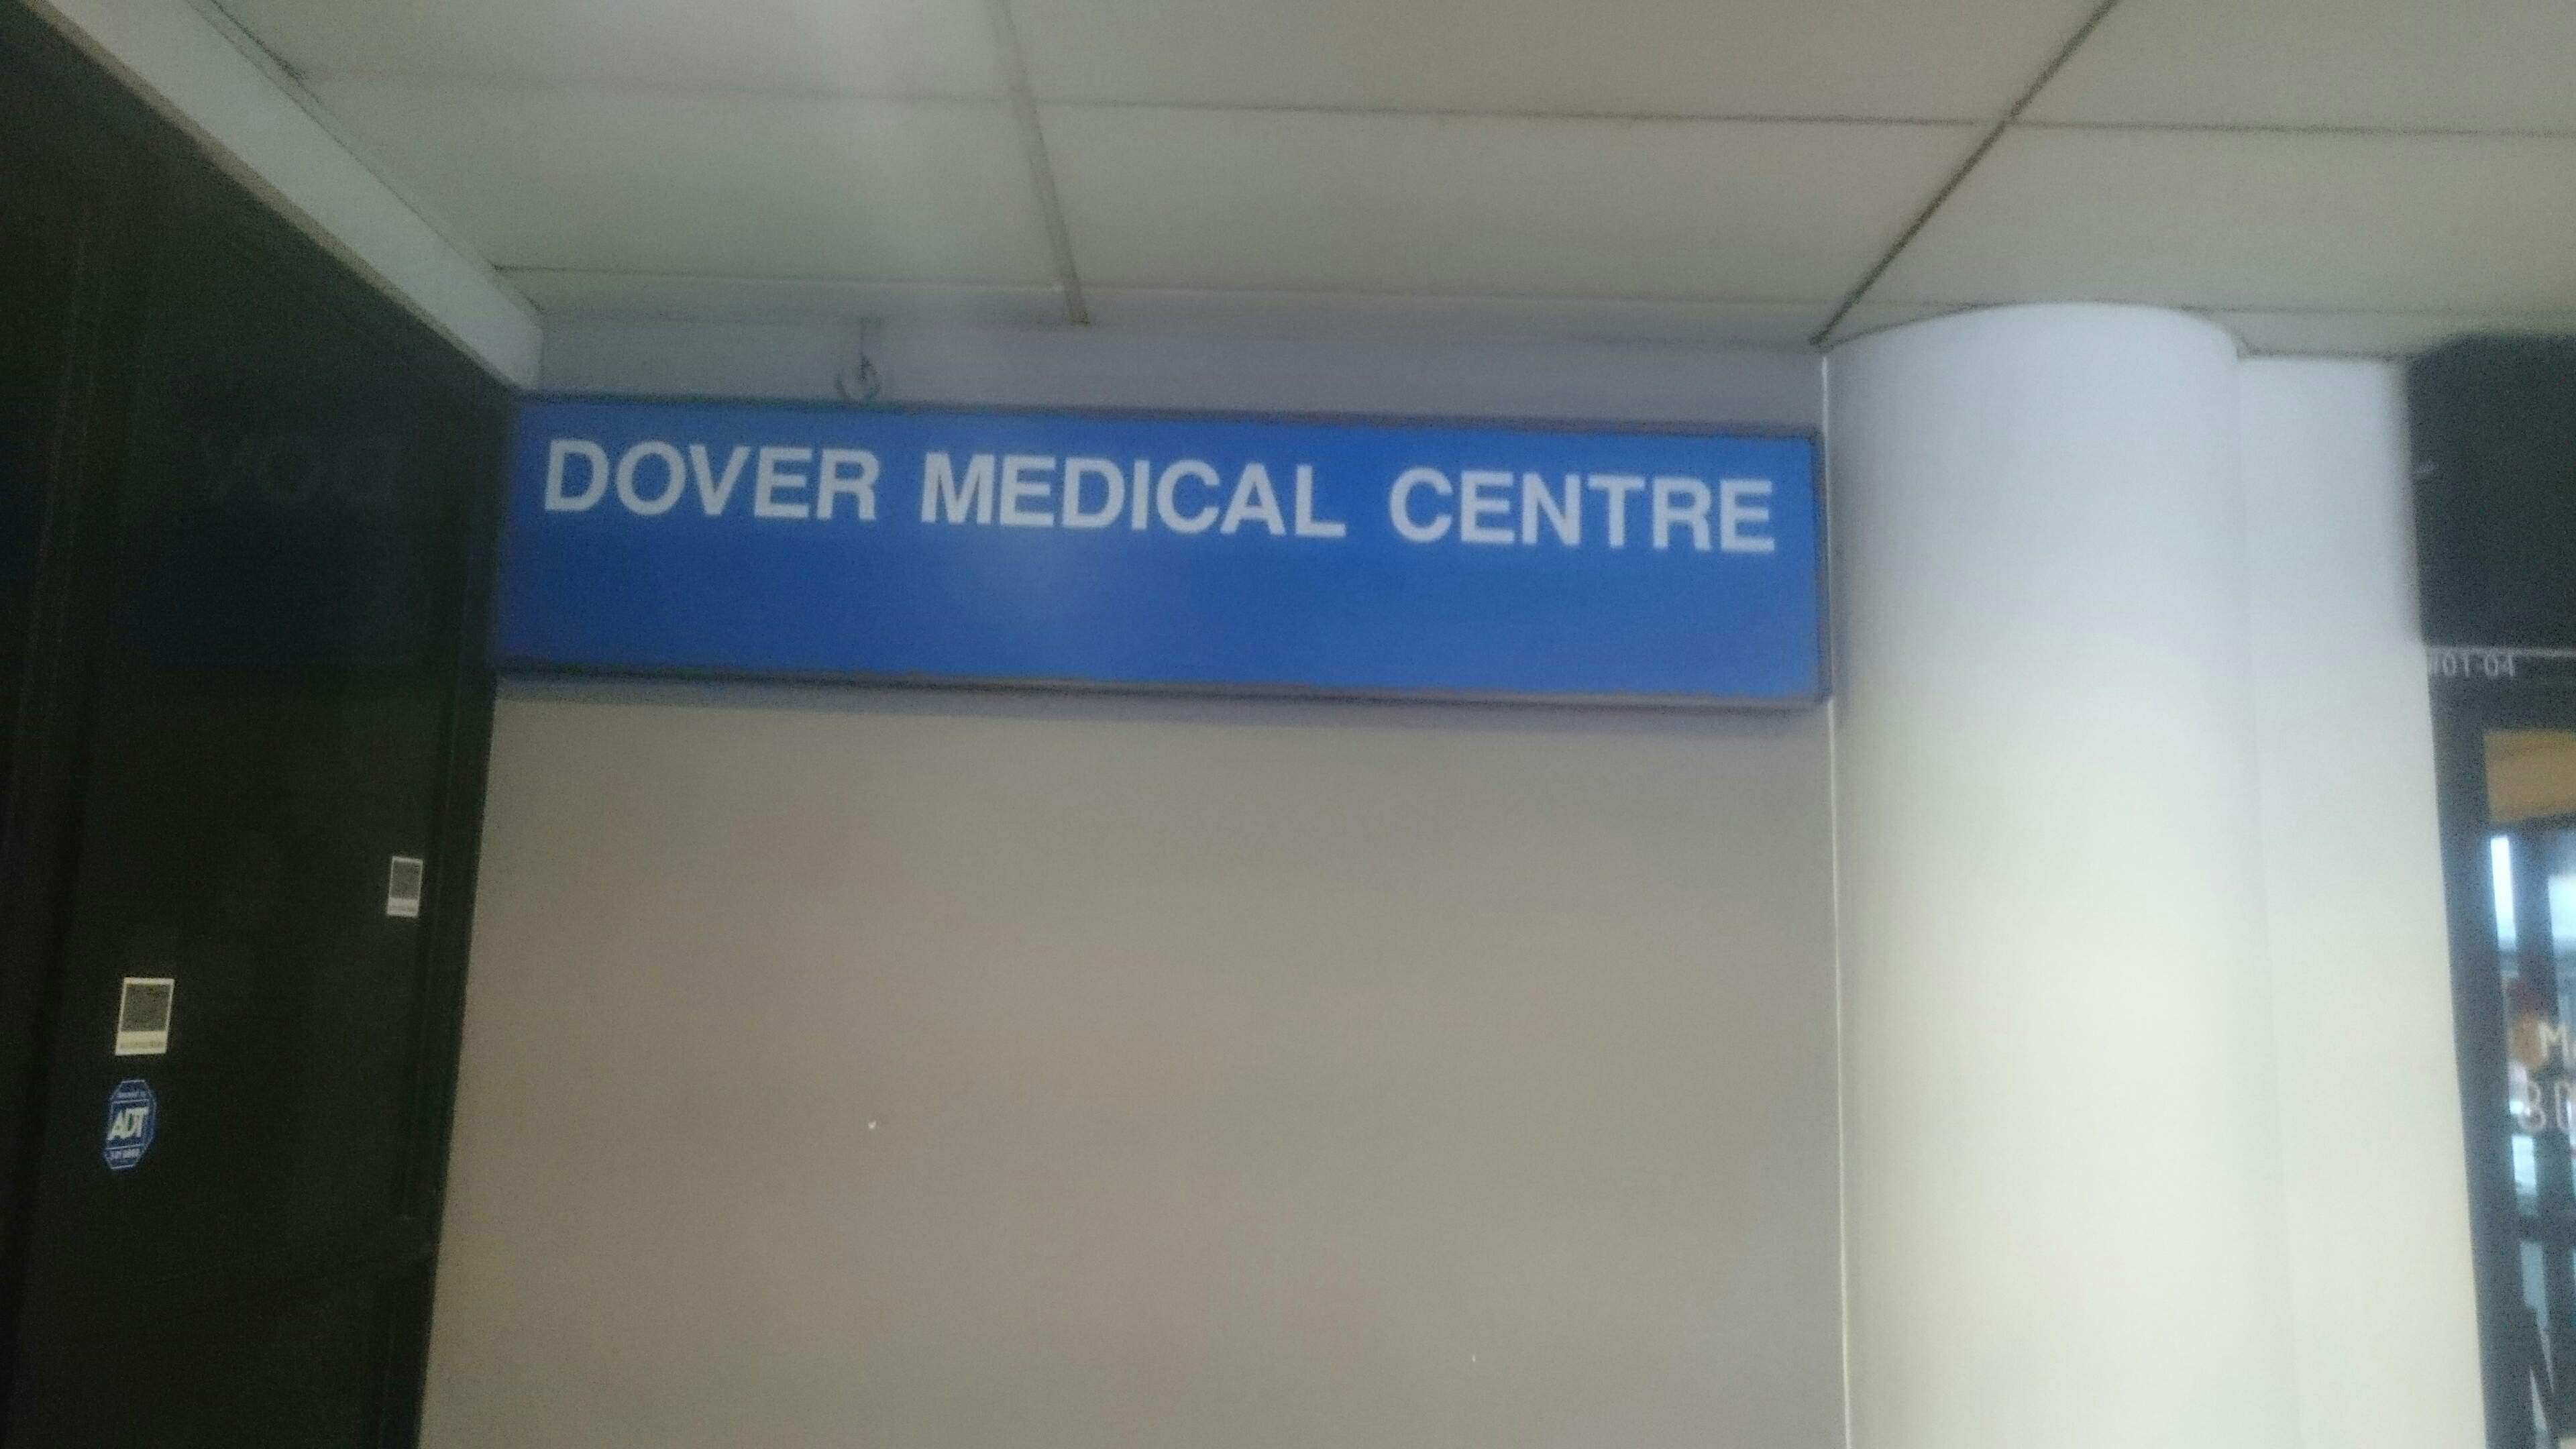 DOVER MEDICAL CENTRE
#01-04
ADT